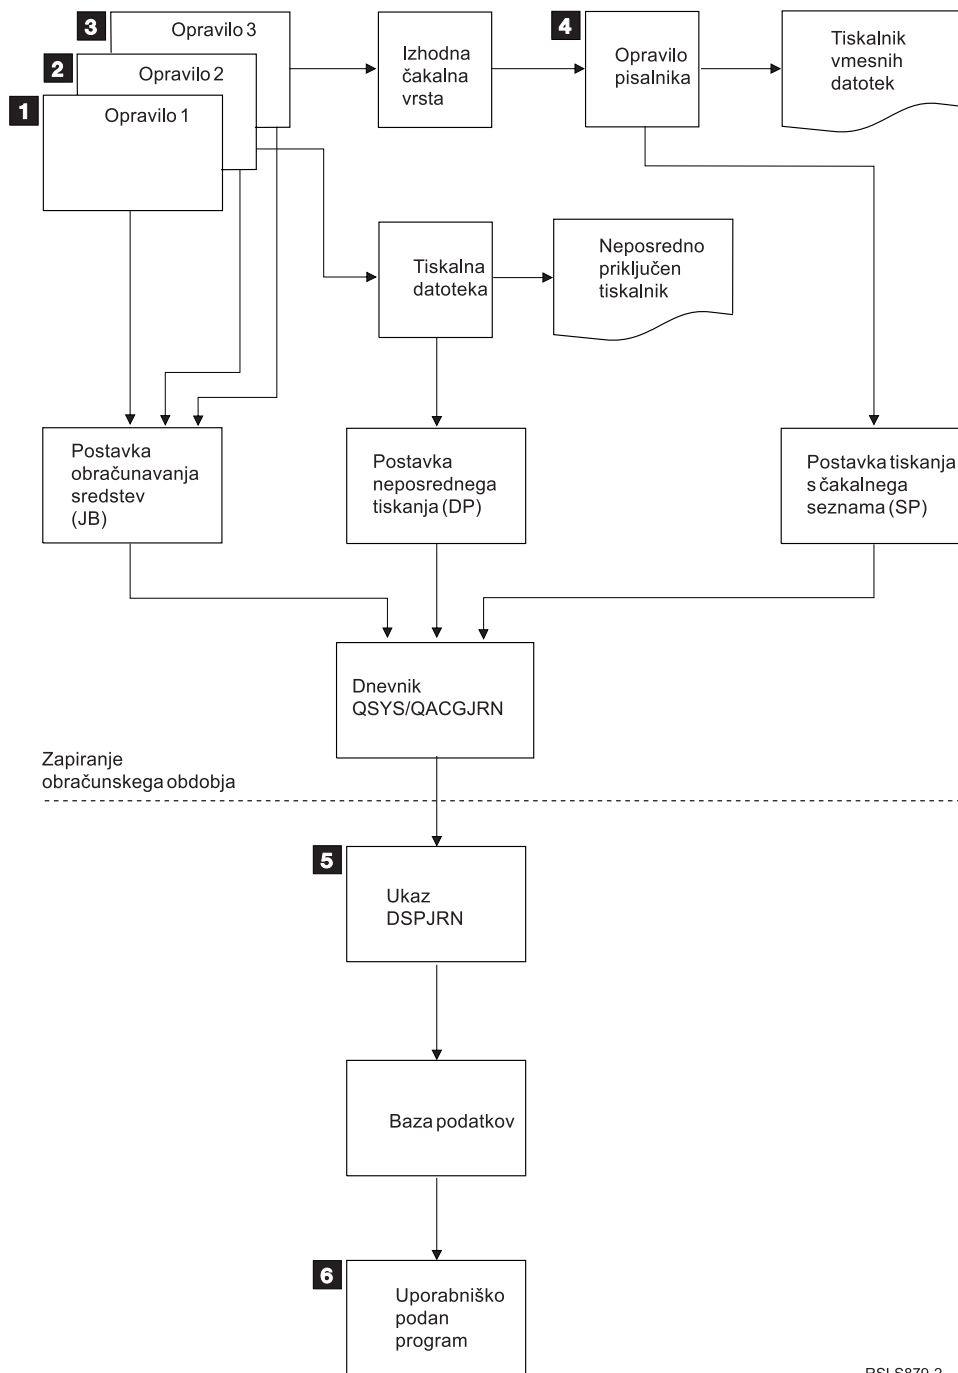 3
Opravilo 3
2
Opravilo 2
1
Opravilo 1
Izhodna
čakalna
vrsta
4
Opravilo
pisalnika
Tiskalnik
vmesnih
datotek
Tiskalna
datoteka
Neposredno
priključen
tiskalnik
Postavka
obračunavanja
sredstev
(JB)
Postavka
neposrednega
tiskanja (DP)
Postavka tiskanja
s čakalnega
seznama (SP)
Dnevnik
QSYS/QACGJRN
Zapiranje
obračunskega obdobja
5
Ukaz
DSPJRN
Baza podatkov
6
Uporabniško
podan
program